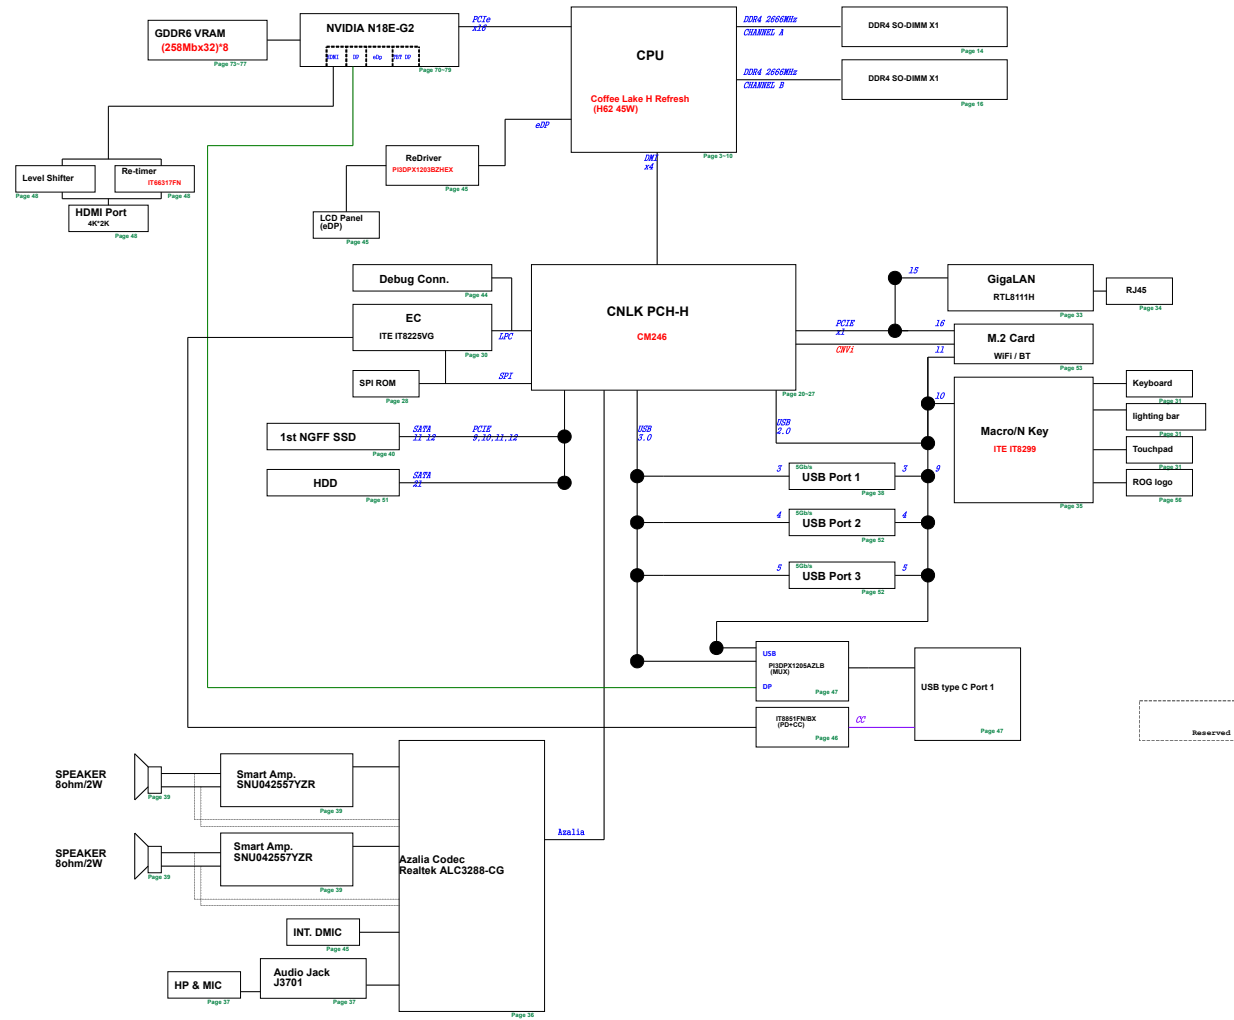 GDDR6 VRAM
(258Mbx32)*8
Page 73~77
NVIDIA N18E-G2
HDMI
DP
eDp
TBT DP
Page 70~79
PCIe
x16
CPU
Coffee Lake H Refresh
(H62 45W)
Page 3~10
DDR4 2666MHz
CHANNEL A
DDR4 SO-DIMM X1
Page 14
DDR4 2666MHz
CHANNEL B
DDR4 SO-DIMM X1
Page 16
eDP
ReDriver
PI3DPX1203BZHEX
Page 45
DMI
x4
Level Shifter
Page 48
Re-timer
IT66317FN
Page 48
HDMI Port
4K*2K
Page 48
LCD Panel
(eDP)
Page 45
Debug Conn.
Page 44
EC
ITE IT8225VG
Page 30
LPC
SPI ROM
Page 28
SPI
CNLK PCH-H
CM246
Page 20~27
PCIE
x1
CNVi
15
GigaLAN
RTL8111H
Page 33
RJ45
Page 34
16
11
M.2 Card
WiFi / BT
Page 53
10
Macro/N Key
ITE IT8299
Page 35
Keyboard
Page 31
lighting bar
Page 31
Touchpad
Page 31
ROG logo
Page 56
1st NGFF SSD
Page 40
SATA
11 12
PCIE
9,10,11,12
HDD
Page 51
SATA
21
USB
3.0
USB
2.0
3
5Gb/s
USB Port 1
Page 38
3
9
4
5Gb/s
USB Port 2
Page 52
4
5
5Gb/s
USB Port 3
Page 52
5
USB
PI3DPX1205AZLB
(MUX)
DP
Page 47
USB type C Port 1
Page 47
IT8851FN/BX
(PD+CC)
Page 46
CC
Reserved
SPEAKER
8ohm/2W
Page 39
Smart Amp.
SNU042557YZR
Page 39
SPEAKER
8ohm/2W
Page 39
Smart Amp.
SNU042557YZR
Page 39
Azalia
Azalia Codec
Realtek ALC3288-CG
Page 36
INT. DMIC
Page 45
HP & MIC
Page 37
Audio Jack
J3701
Page 37